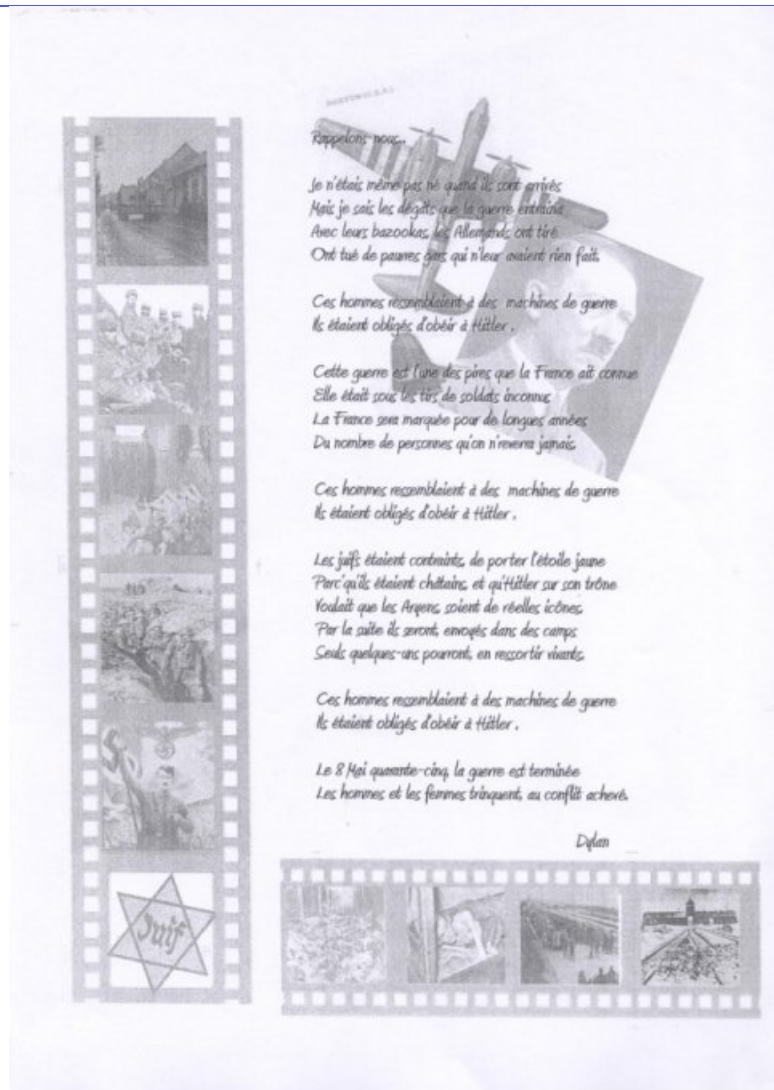 Rappelons-nous...
Je n'étais même pas né quand ils sont arrivés
Mais je sais les dégâts que la guerre entraina
Avec leurs bazookas, les Allemands ont tiré
Ont tué de pauvres gars qui n'leur avaient rien fait.
Ces hommes ressemblaient à des machines de guerre
Ils étaient obligés d'obéir à Hitler .
Cette guerre est l'une des pires que la France ait connue
Elle était sous les tirs de soldats inconnus
La France sera marquée pour de longues années
Du nombre de personnes qu'on n'reverra jamais.
Ces hommes ressemblaient à des machines de guerre
Ils étaient obligés d'obéir à Hitler .
Les juifs étaient contraints, de porter l'étoile jaune
Parc'qu'ils étaient châtains, et qu'Hitler sur son trône
Voulait que les Aryens, soient de réelles icônes.
Par la suite ils seront, envoyés dans des camps
Seuls quelques-uns pourront, en ressortir vivants.
Ces hommes ressemblaient à des machines de guerre
Ils étaient obligés d'obéir à Hitler .
Le 8 Mai quarante-cinq, la guerre est terminée
Les hommes et les femmes trinquent, au conflit achevé.
Dylan
Juif